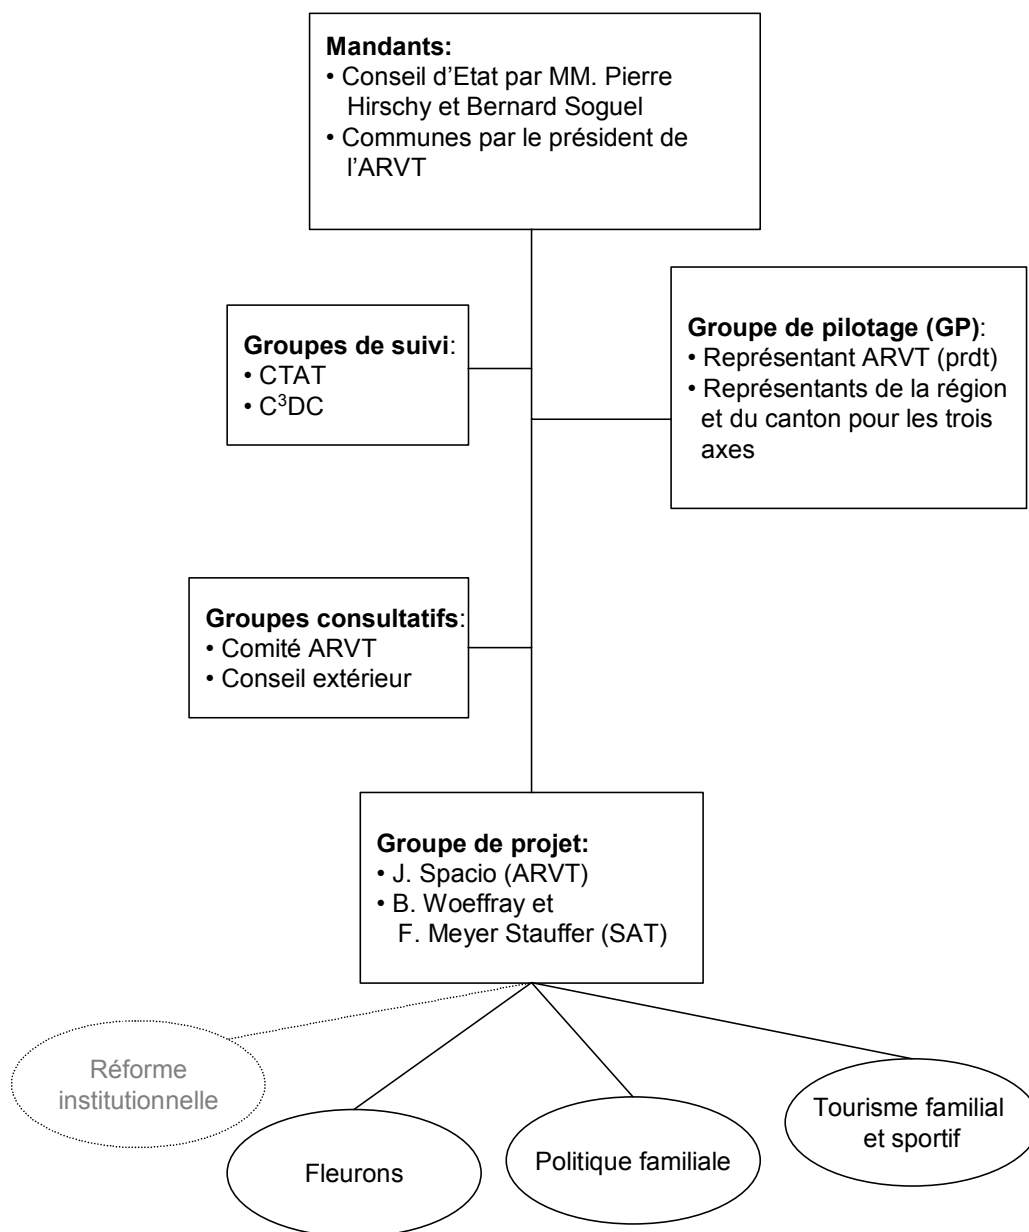 Mandants:
• Conseil d'Etat par MM. Pierre
Hirschy et Bernard Soguel
• Communes par le président de
l'ARVT
Groupes de suivi:
• CTAT
• C³DC
Groupe de pilotage (GP):
• Représentant ARVT (prdt)
• Représentants de la région
et du canton pour les trois
axes
Groupes consultatifs:
• Comité ARVT
• Conseil extérieur
Groupe de projet:
• J. Spacio (ARVT)
• B. Woeffray et
F. Meyer Stauffer (SAT)
Réforme
institutionnelle
Fleurons
Politique familiale
Tourisme familial
et sportif